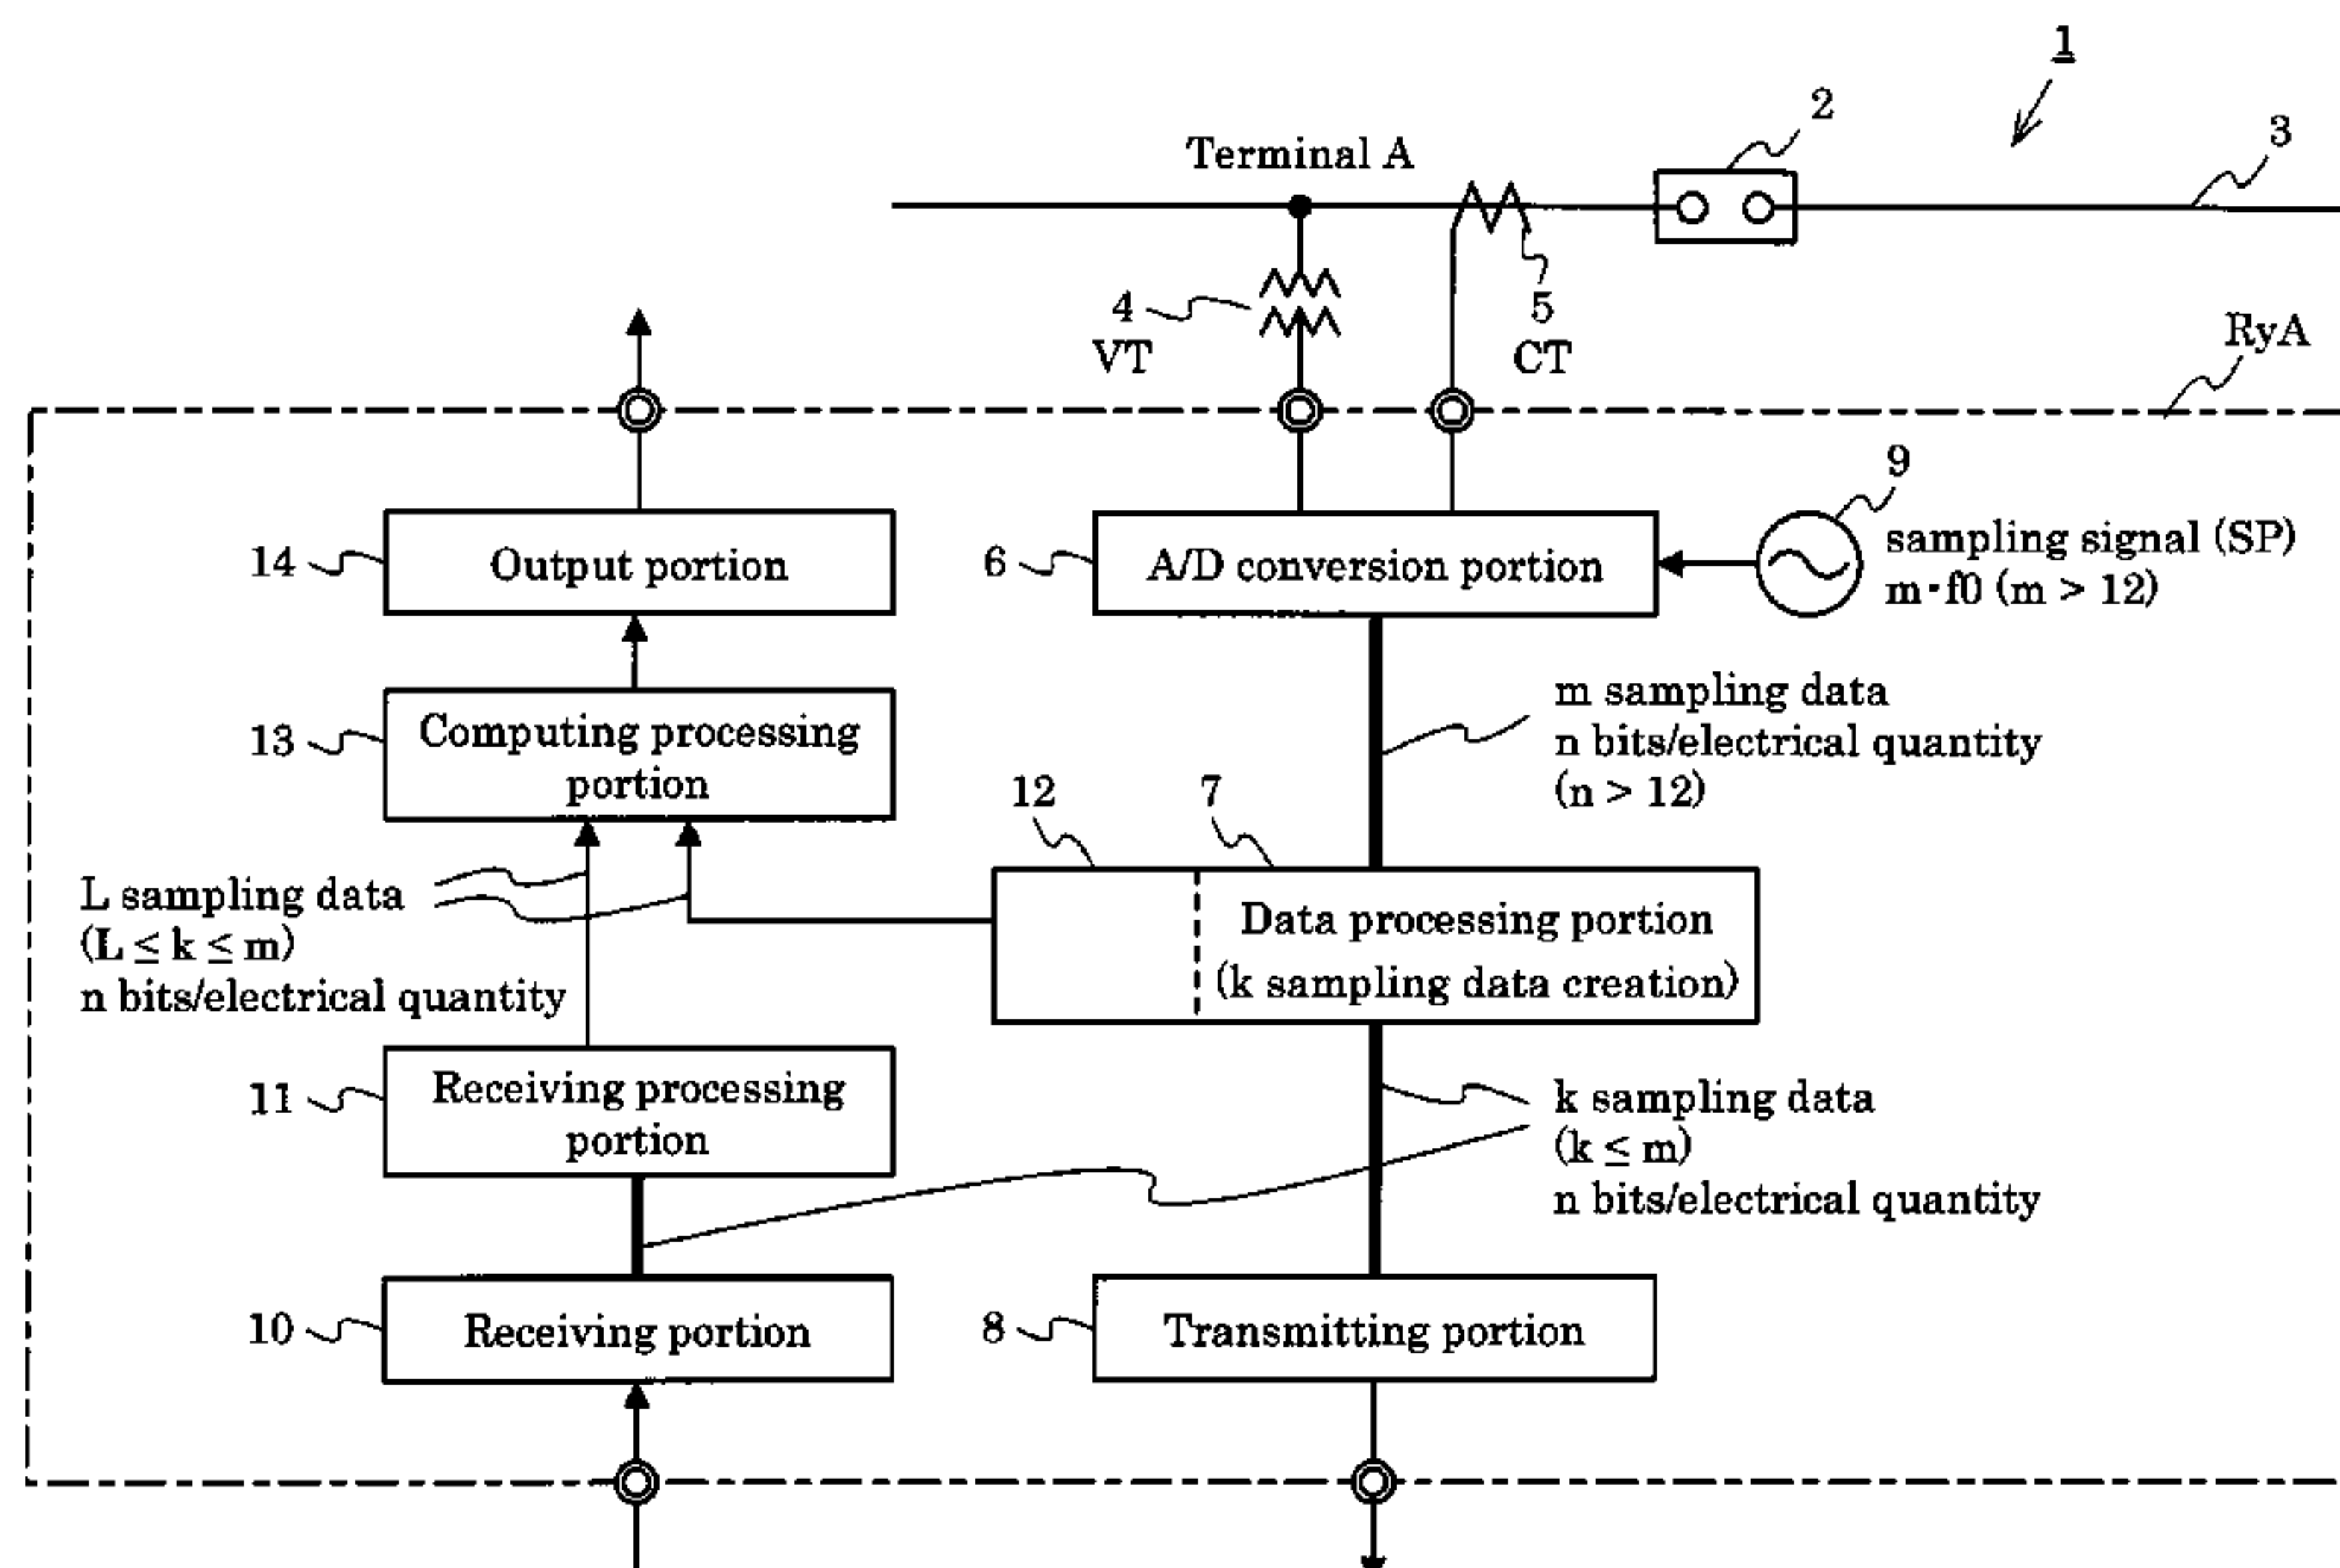 1
2
3
Terminal A
4
VT
5
CT
RyA
9
14
Output portion
6
A/D conversion portion
sampling signal (SP)
m·f0 (m > 12)
13
Computing processing
portion
m sampling data
n bits/electrical quantity
(n > 12)
12
7
L sampling data
(L ≤ k ≤ m)
n bits/electrical quantity
Data processing portion
(k sampling data creation)
11
Receiving processing
portion
k sampling data
(k ≤ m)
n bits/electrical quantity
10
Receiving portion
8
Transmitting portion